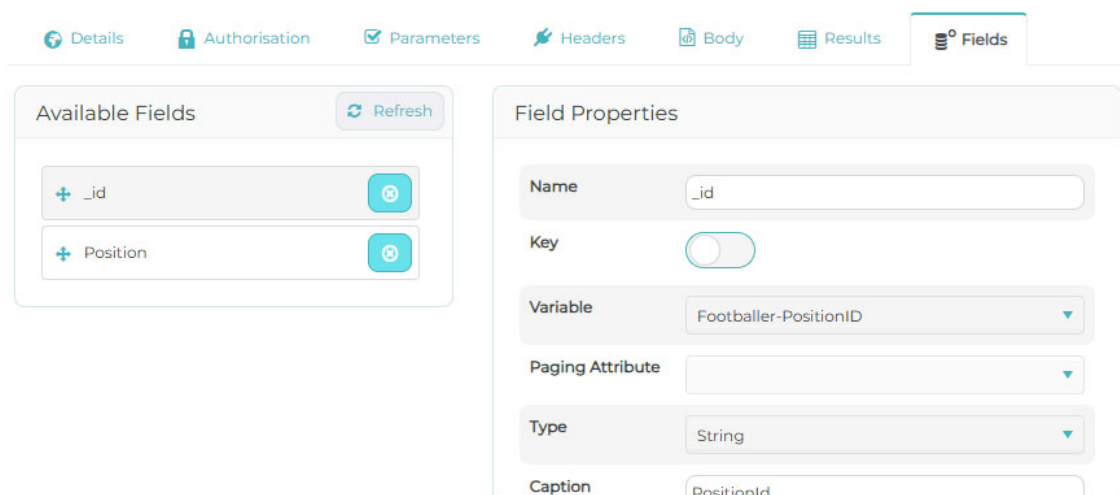 Details Authorisation Parameters Headers Body Results Fields
Available Fields Refresh
_id
Position
Field Properties
Name _id
Key
Variable Footballer-PositionID
Paging Attribute
Type String
Caption PositionId